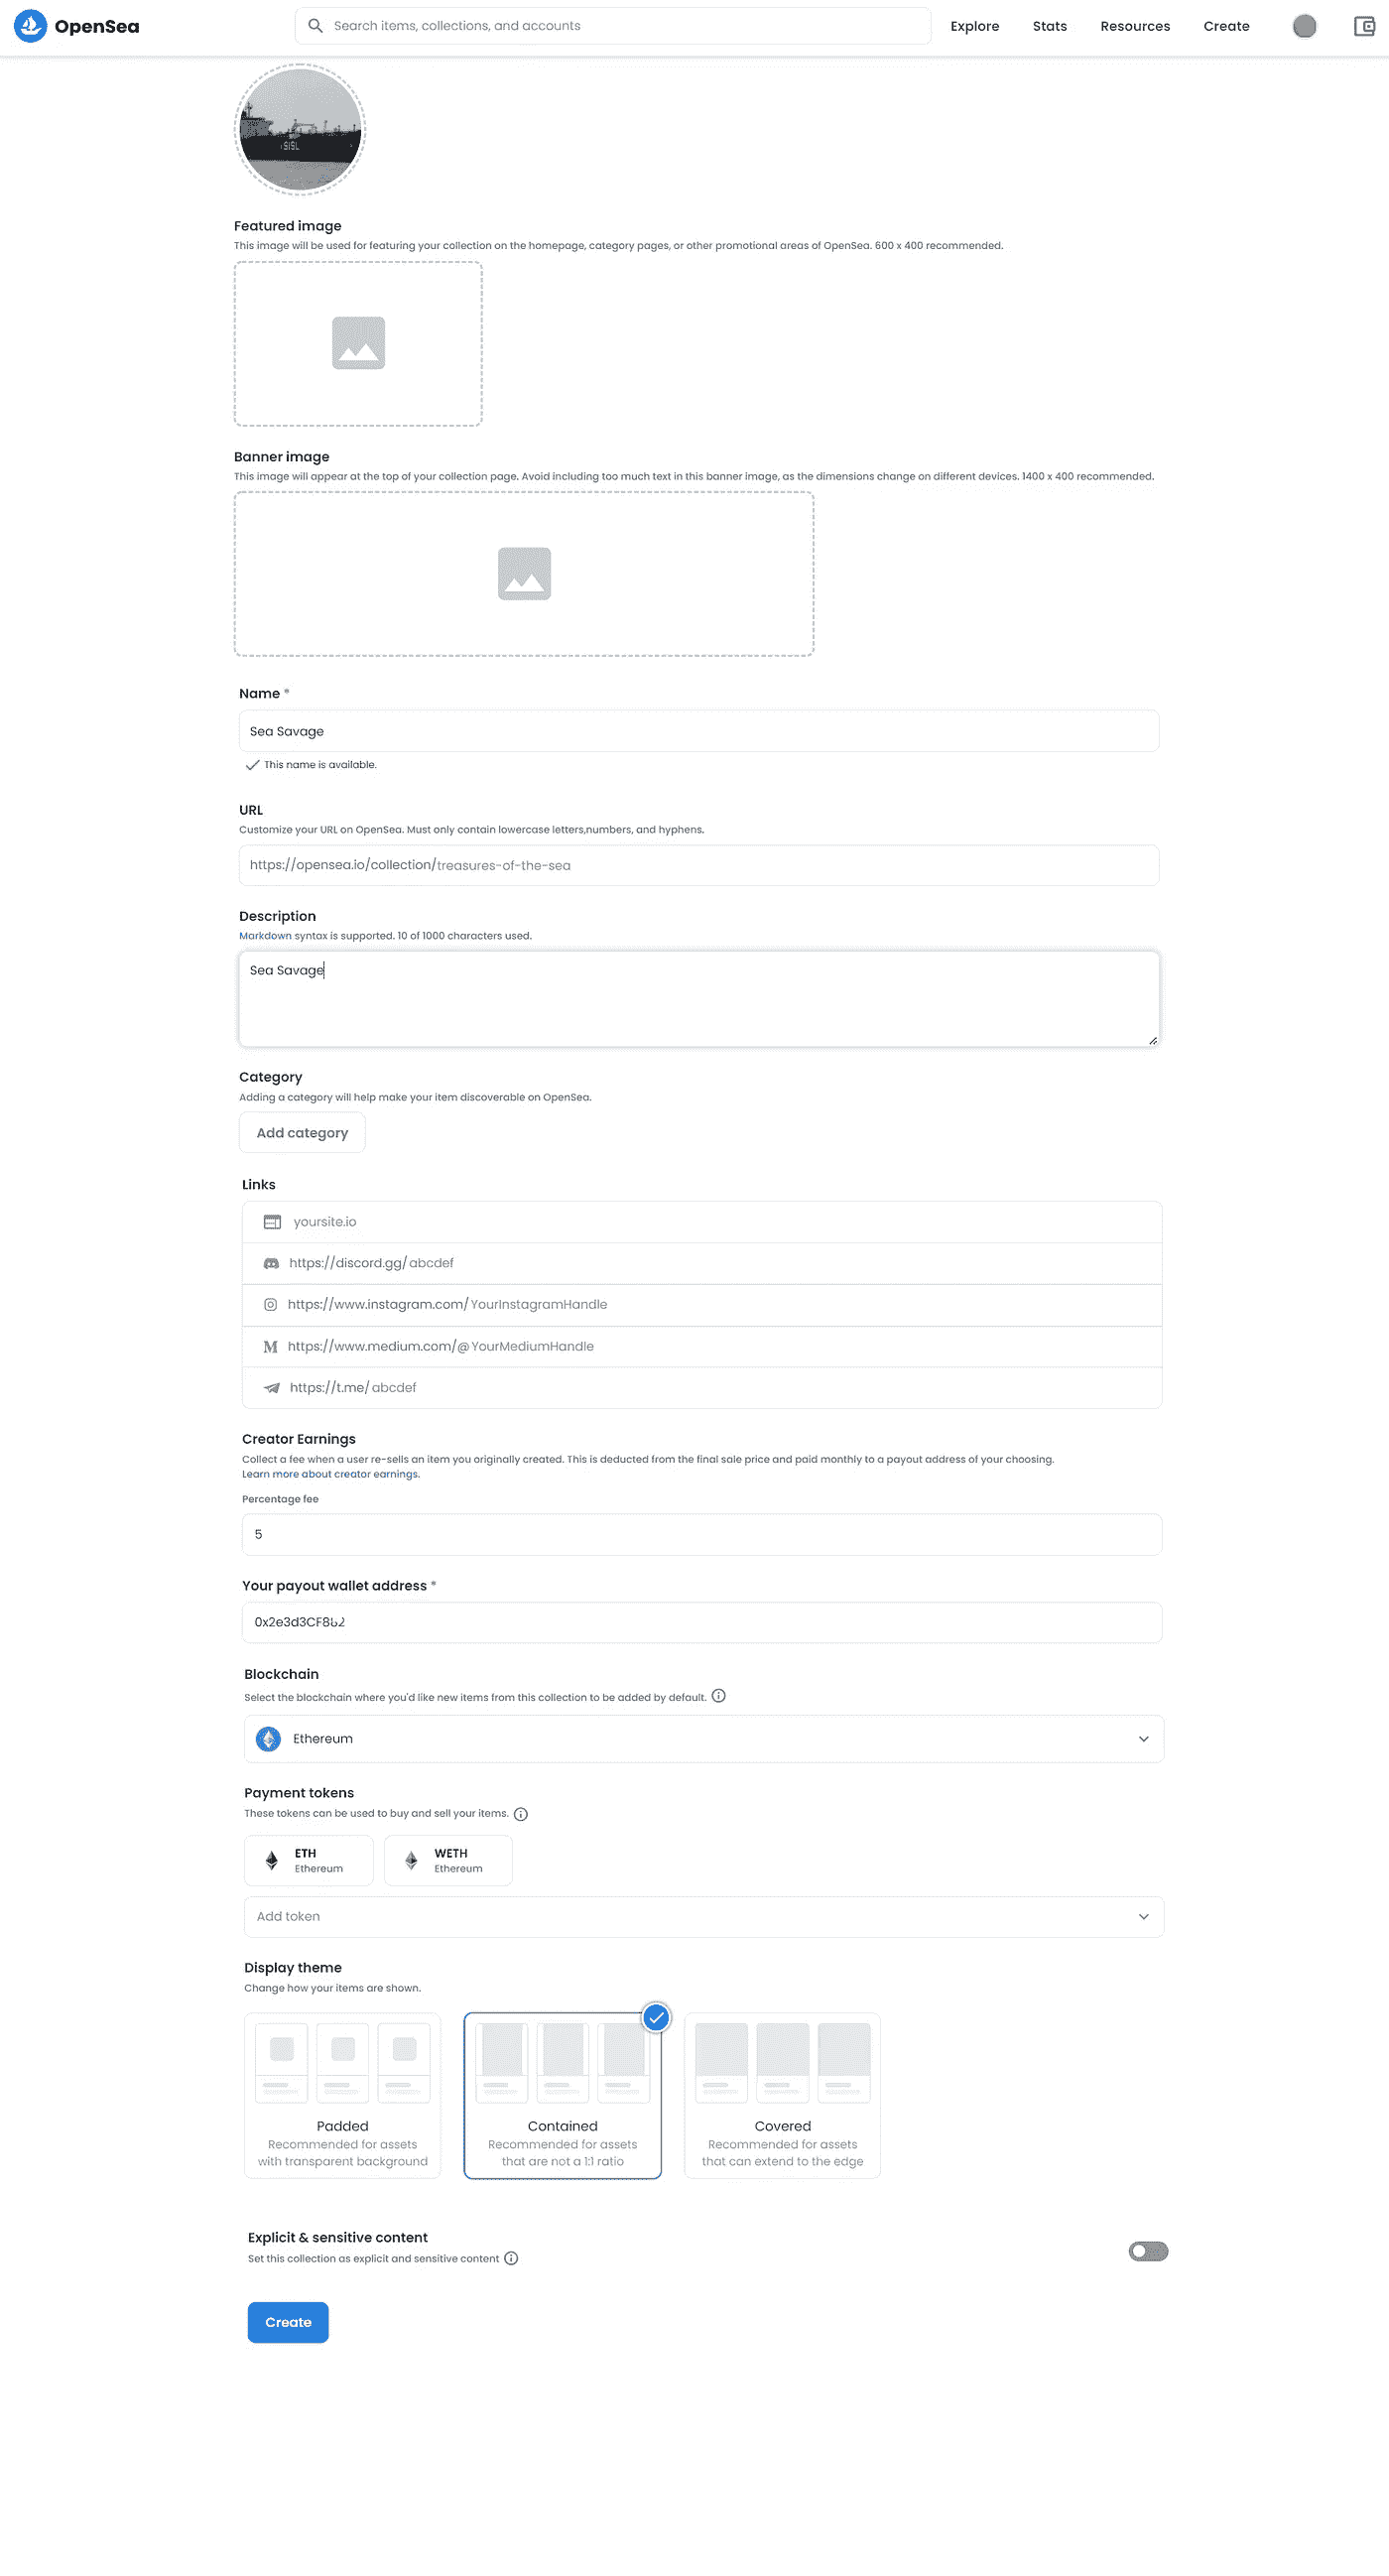 OpenSea
Search items, collections, and accounts
Explore
Stats
Resources
Create
SISL
Featured image
This image will be used for featuring your collection on the homepage, category pages, or other promotional areas of OpenSea. 600 x 400 recommended.
Banner image
This image will appear at the top of your collection page. Avoid including too much text in this banner image, as the dimensions change on different devices. 1400 x 400 recommended.
Name *
Sea Savage
This name is available.
URL
Customize your URL on OpenSea. Must only contain lowercase letters,numbers, and hyphens.
https://opensea.io/collection/treasures-of-the-sea
Description
Markdown syntax is supported. 10 of 1000 characters used.
Sea Savage
Category
Adding a category will help make your item discoverable on OpenSea.
Add category
Links
yoursite.io
https://discord.gg/abcdef
https://www.instagram.com/YourInstagramHandle
https://www.medium.com/@YourMediumHandle
https://t.me/abcdef
Creator Earnings
Collect a fee when a user re-sells an item you originally created. This is deducted from the final sale price and paid monthly to a payout address of your choosing.
Learn more about creator earnings.
Percentage fee
5
Your payout wallet address *
0x2e3d3CF8b2
Blockchain
Select the blockchain where you'd like new items from this collection to be added by default.
Ethereum
Payment tokens
These tokens can be used to buy and sell your items.
ETH
Ethereum
WETH
Ethereum
Add token
Display theme
Change how your items are shown.
Padded
Recommended for assets
with transparent background
Contained
Recommended for assets
that are not a 1:1 ratio
Covered
Recommended for assets
that can extend to the edge
Explicit & sensitive content
Set this collection as explicit and sensitive content
Create